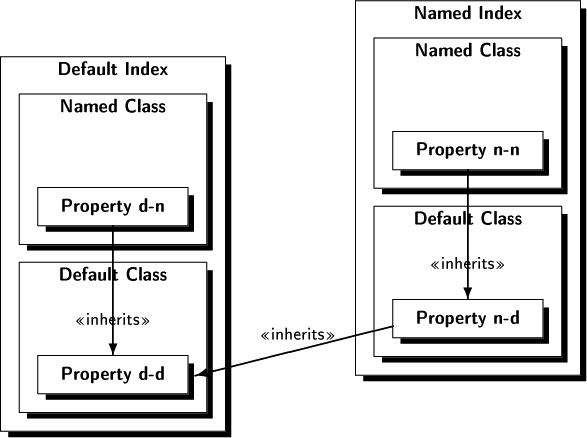 Default Index
Named Class
Property d-n
Default Class
≪inherits≫
Property d-d
≪inherits≫
Named Index
Named Class
Property n-n
Default Class
≪inherits≫
Property n-d